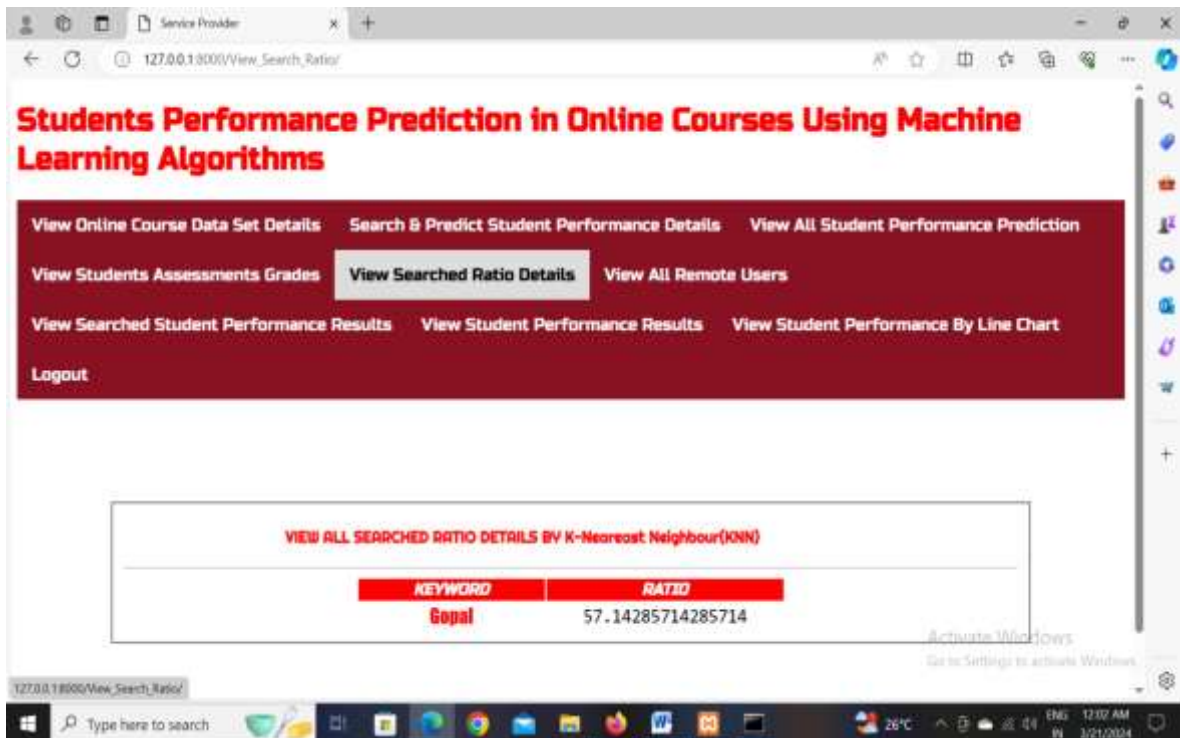 Service Provider
127.0.0.1:8000/View_Search_Ratio/
Students Performance Prediction in Online Courses Using Machine
Learning Algorithms
View Online Course Data Set Details Search & Predict Student Performance Details View All Student Performance Prediction
View Students Assessments Grades View Searched Ratio Details View All Remote Users
View Searched Student Performance Results View Student Performance Results View Student Performance By Line Chart
Logout
VIEW ALL SEARCHED RATIO DETAILS BY K-Neareast Neighbour(KNN)
KEYWORD RATIO
Gopal 57.14285714285714
Activate Windows
Go to Settings to activate Windows.
127.0.0.1:8000/View_Search_Ratio/
Type here to search 26°C ENG 12:02 AM
IN 3/21/2024